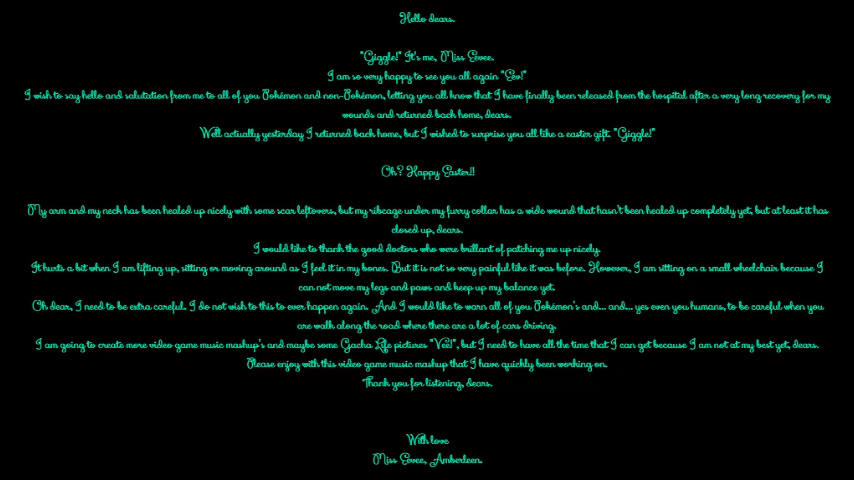 Hello dears.
"Giggle!" It's me, Miss Eevee.
I am so very happy to see you all again "Eev!"
I wish to say hello and salutation from me to all of you Pokémon and non-Pokémon, letting you all know that I have finally been released from the hospital after a very long recovery for my
wounds and returned back home, dears.
Well actually yesterday I returned back home, but I wished to surprise you all like a easter gift. "Giggle!"
Oh? Happy Easter!!
My arm and my neck has been healed up nicely with some scar leftovers, but my ribcage under my furry collar has a wide wound that hasn't been healed up completely yet, but at least it has
closed up, dears.
I would like to thank the good doctors who were brillant of patching me up nicely.
It hurts a bit when I am lifting up, sitting or moving around as I feel it in my bones. But it is not so very painful like it was before. However, I am sitting on a small wheelchair because I
can not move my legs and paws and keep up my balance yet.
Oh dear, I need to be extra careful. I do not wish to this to ever happen again. And I would like to warn all of you Pokémon's and... and... yes even you humans, to be careful when you
are walk along the road where there are a lot of cars driving.
I am going to create more video game music mashup's and maybe some Gacha Life pictures "Vee!", but I need to have all the time that I can get because I am not at my best yet, dears.
Please enjoy with this video game music mashup that I have quickly been working on.
Thank you for listening, dears.
With love
Miss Eevee, Amberleen.